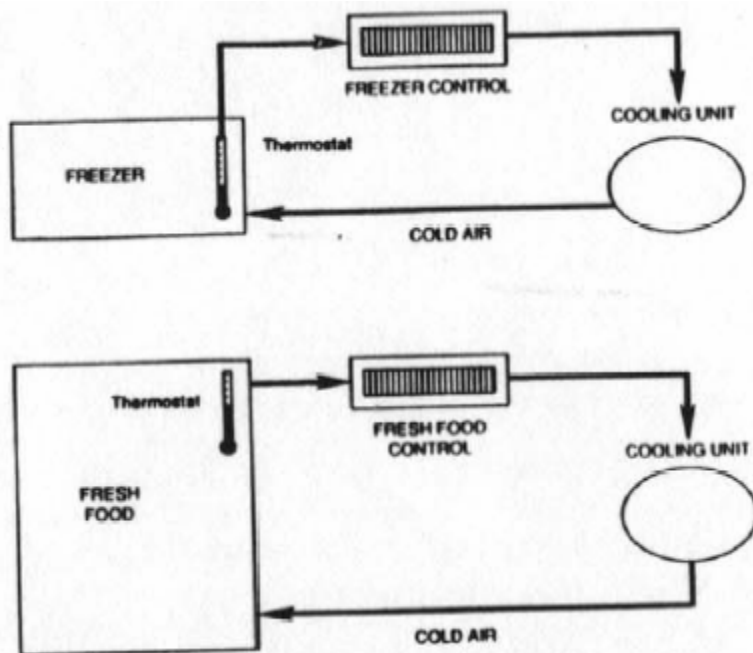 FREEZER CONTROL
COOLING UNIT
Thermostat
FREEZER
COLD AIR
Thermostat
FRESH FOOD
CONTROL
COOLING UNIT
FRESH
FOOD
COLD AIR